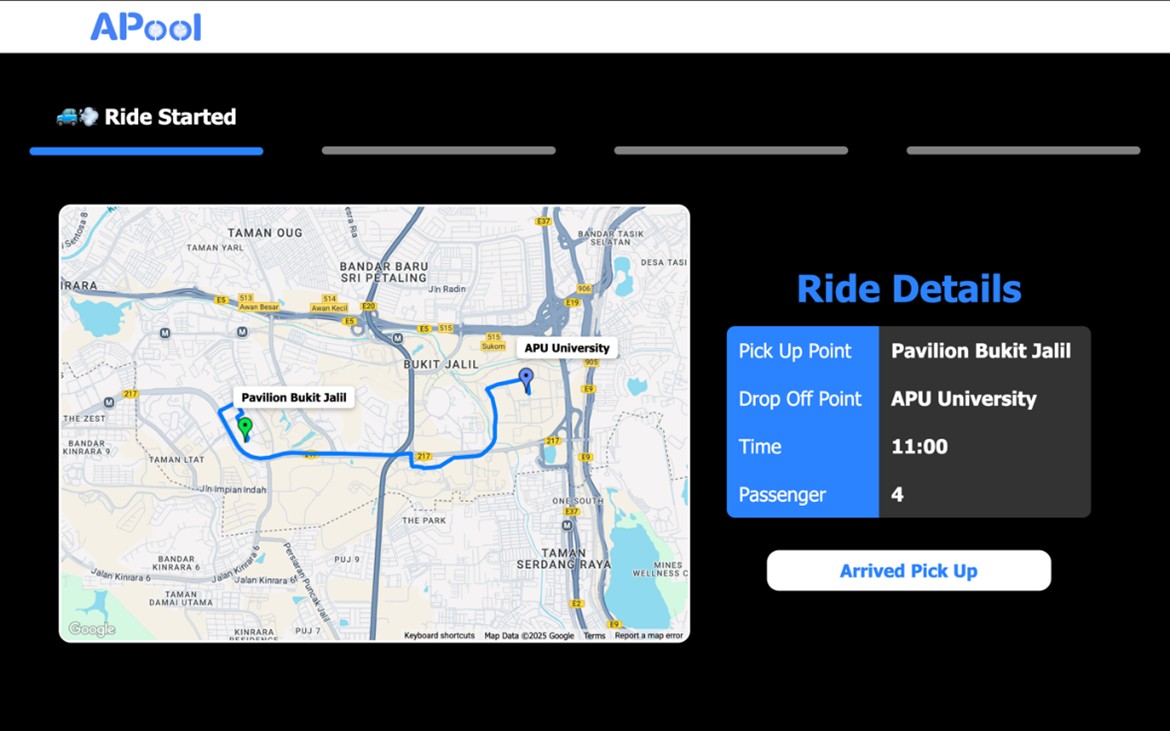 APool
Ride Started
TAMAN OUG
TAMAN YARL
E37
BANDAR TASIK
SELATAN
DESA TASI
BANDAR BARU
SRI PETALING
Jln Radin
906
E19
E5
513
Awan Besar
514
Awan Kecil
E20
E5
M
M
M
E5
515
515
Sukom
APU University
BUKIT JALIL
905
E9
Pavilion Bukit Jalil
217
M
THE ZEST
BANDAR
KINRARA 9
TAMAN LTAT
217
217
E9
Jln Impian Indah
ONE SOUTH
E37
M
THE PARK
TAMAN
SERDANG RAYA
MINES
WELLNESS C
BANDAR
KINRARA 6
Jalan Kinrara 6
Jalan Kinrara 6
Jalan Kinrara 6
Persiaran Puncak Jalil
PUJ 9
TAMAN
DAMAI UTAMA
E2
E9
KINRARA
RESIDENCE
PUJ 7
Google
Keyboard shortcuts
Map Data ©2025 Google
Terms
Report a map error
Ride Details
Pick Up Point Pavilion Bukit Jalil
Drop Off Point APU University
Time 11:00
Passenger 4
Arrived Pick Up